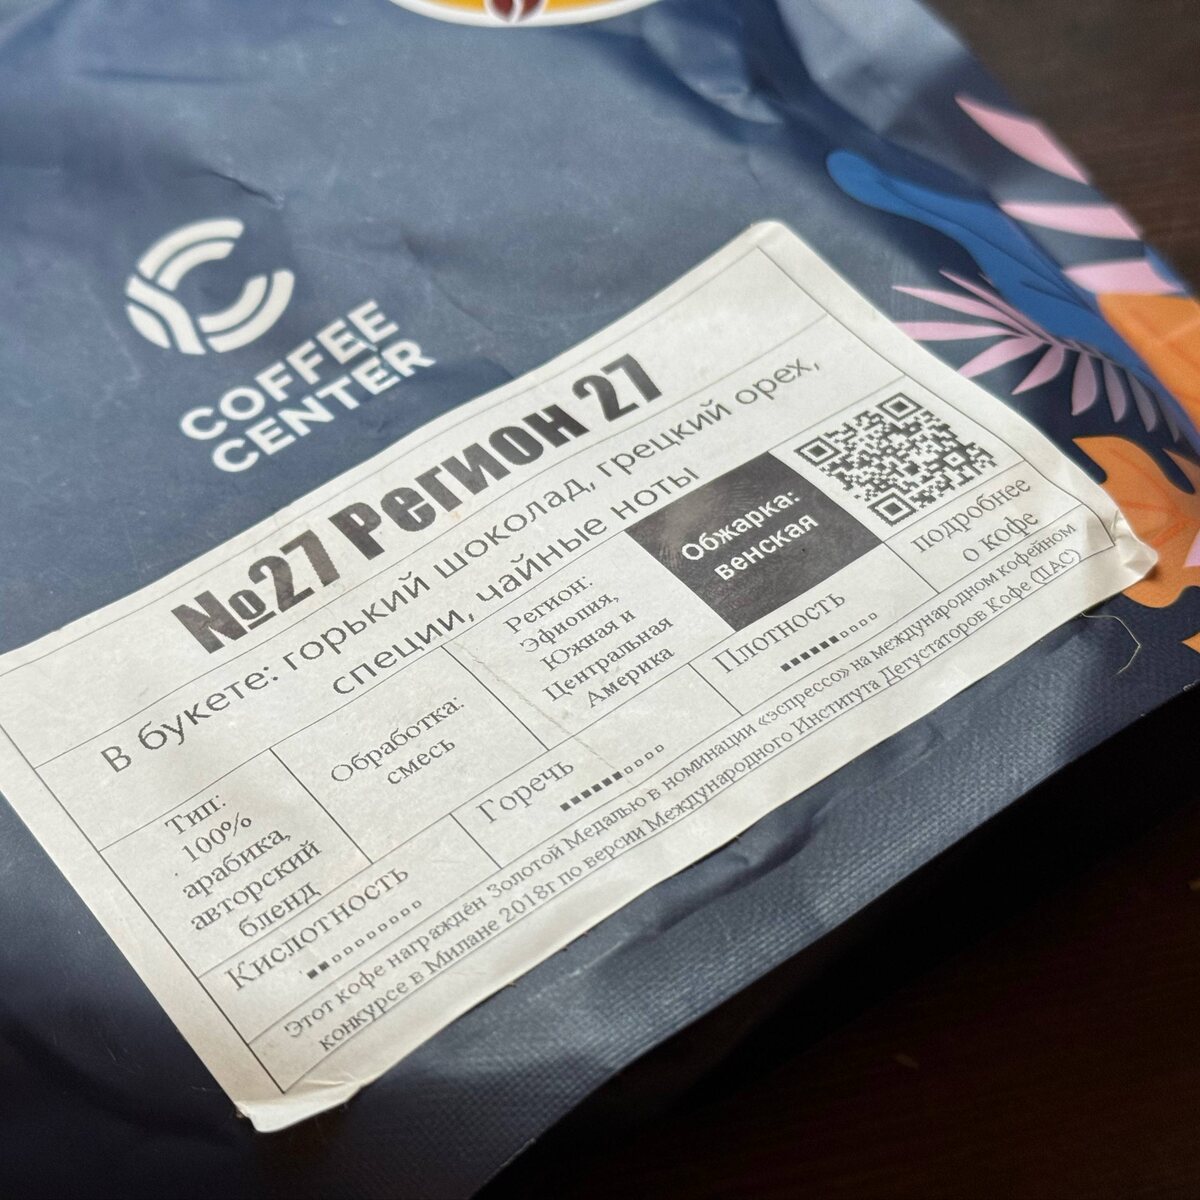 COFFEE
CENTER
№27 Регион 27
В букете: горький шоколад, грецкий орех,
специи, чайные ноты
Тип:
100%
арабика,
авторский
бленд
Обработка:
смесь
Регион:
Эфиопия,
Южная и
Центральная
Америка
Обжарка:
венская
подробнее
о кофе
Кислотность
Горечь
Плотность
Этот кофе награждён Золотой Медалью в номинации «эспрессо» на международном кофейном
конкурсе в Милане 2018г по версии Международного Института Дегустаторов Кофе (IIAC)